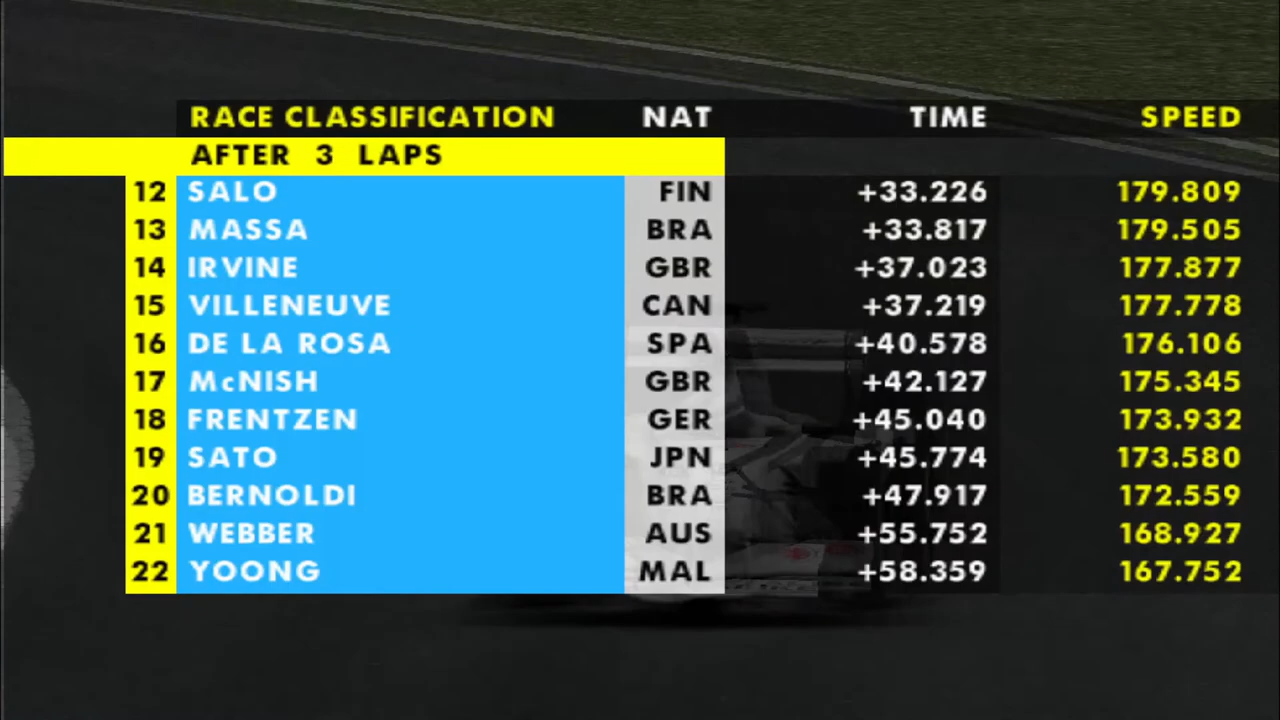 RACE CLASSIFICATION NAT TIME SPEED
AFTER 3 LAPS
12 SALO FIN +33.226 179.809
13 MASSA BRA +33.817 179.505
14 IRVINE GBR +37.023 177.877
15 VILLENEUVE CAN +37.219 177.778
16 DE LA ROSA SPA +40.578 176.106
17 McNISH GBR +42.127 175.345
18 FRENTZEN GER +45.040 173.932
19 SATO JPN +45.774 173.580
20 BERNOLDI BRA +47.917 172.559
21 WEBBER AUS +55.752 168.927
22 YOONG MAL +58.359 167.752